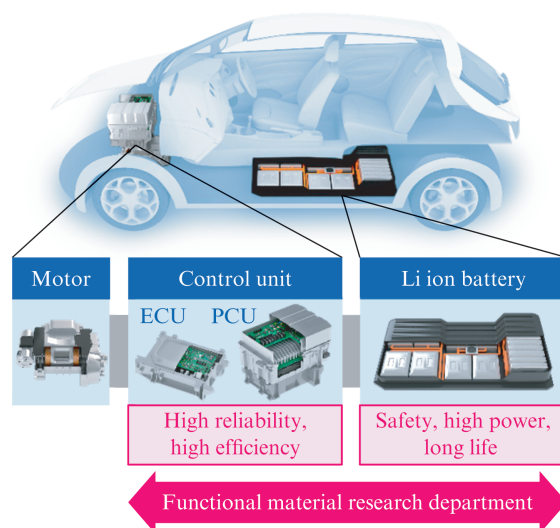 Motor
Control unit
Li ion battery
ECU
PCU
High reliability,
high efficiency
Safety, high power,
long life
Functional material research department